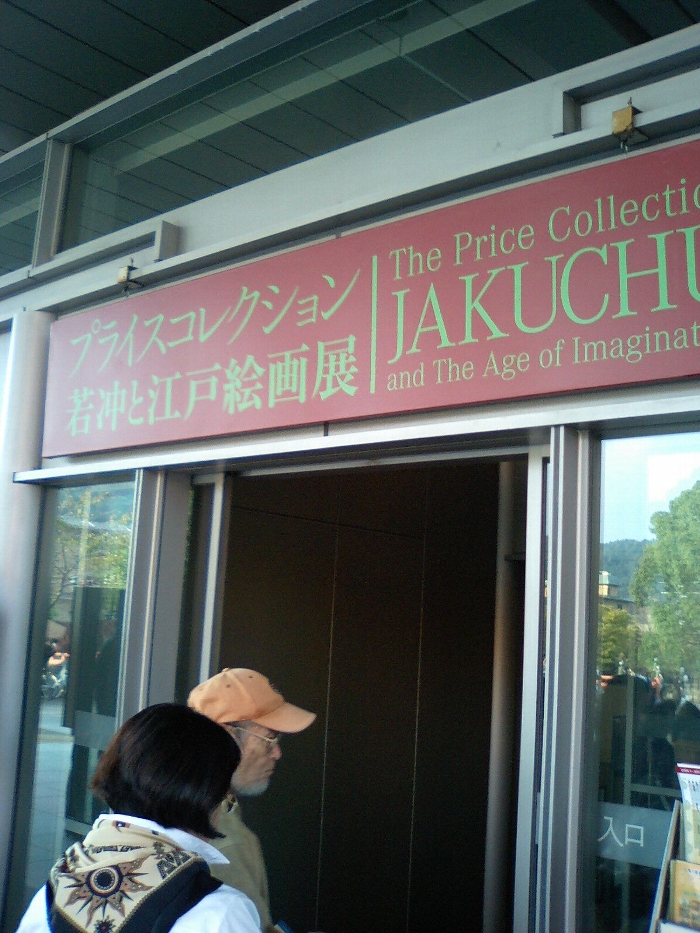 プライスコレクション
若冲と江戸絵画展
The Price Collectio
JAKUCHU
and The Age of Imaginat
入口